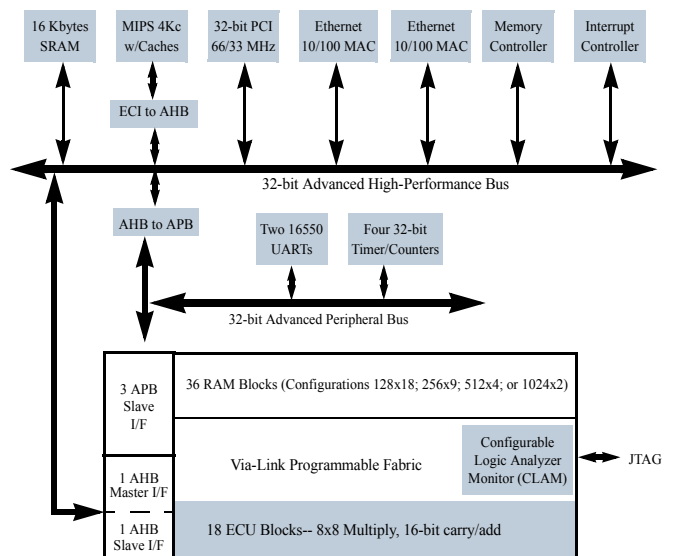 16 Kbytes
SRAM
MIPS 4Kc
w/Caches
32-bit PCI
66/33 MHz
Ethernet
10/100 MAC
Ethernet
10/100 MAC
Memory
Controller
Interrupt
Controller
ECI to AHB
32-bit Advanced High-Performance Bus
AHB to APB
Two 16550
UARTs
Four 32-bit
Timer/Counters
32-bit Advanced Peripheral Bus
3 APB
Slave
I/F
36 RAM Blocks (Configurations 128x18; 256x9; 512x4; or 1024x2)
Via-Link Programmable Fabric
Configurable
Logic Analyzer
Monitor (CLAM)
JTAG
1 AHB
Master I/F
1 AHB
Slave I/F
18 ECU Blocks-- 8x8 Multiply, 16-bit carry/add